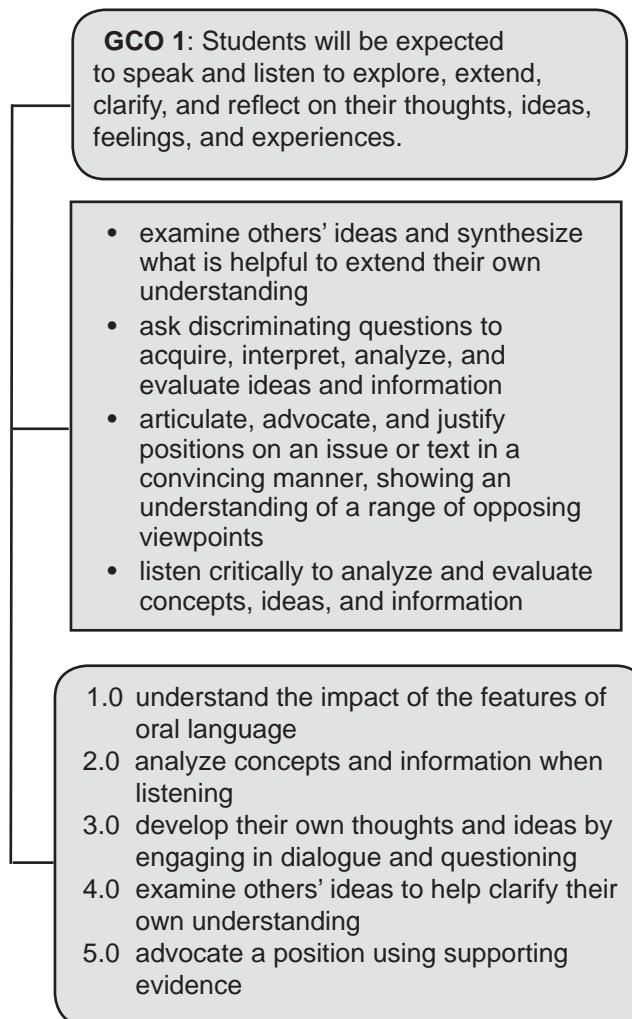 GCO 1: Students will be expected
to speak and listen to explore, extend,
clarify, and reflect on their thoughts, ideas,
feelings, and experiences.
• examine others’ ideas and synthesize
what is helpful to extend their own
understanding
• ask discriminating questions to
acquire, interpret, analyze, and
evaluate ideas and information
• articulate, advocate, and justify
positions on an issue or text in a
convincing manner, showing an
understanding of a range of opposing
viewpoints
• listen critically to analyze and evaluate
concepts, ideas, and information
1.0 understand the impact of the features of
oral language
2.0 analyze concepts and information when
listening
3.0 develop their own thoughts and ideas by
engaging in dialogue and questioning
4.0 examine others’ ideas to help clarify their
own understanding
5.0 advocate a position using supporting
evidence